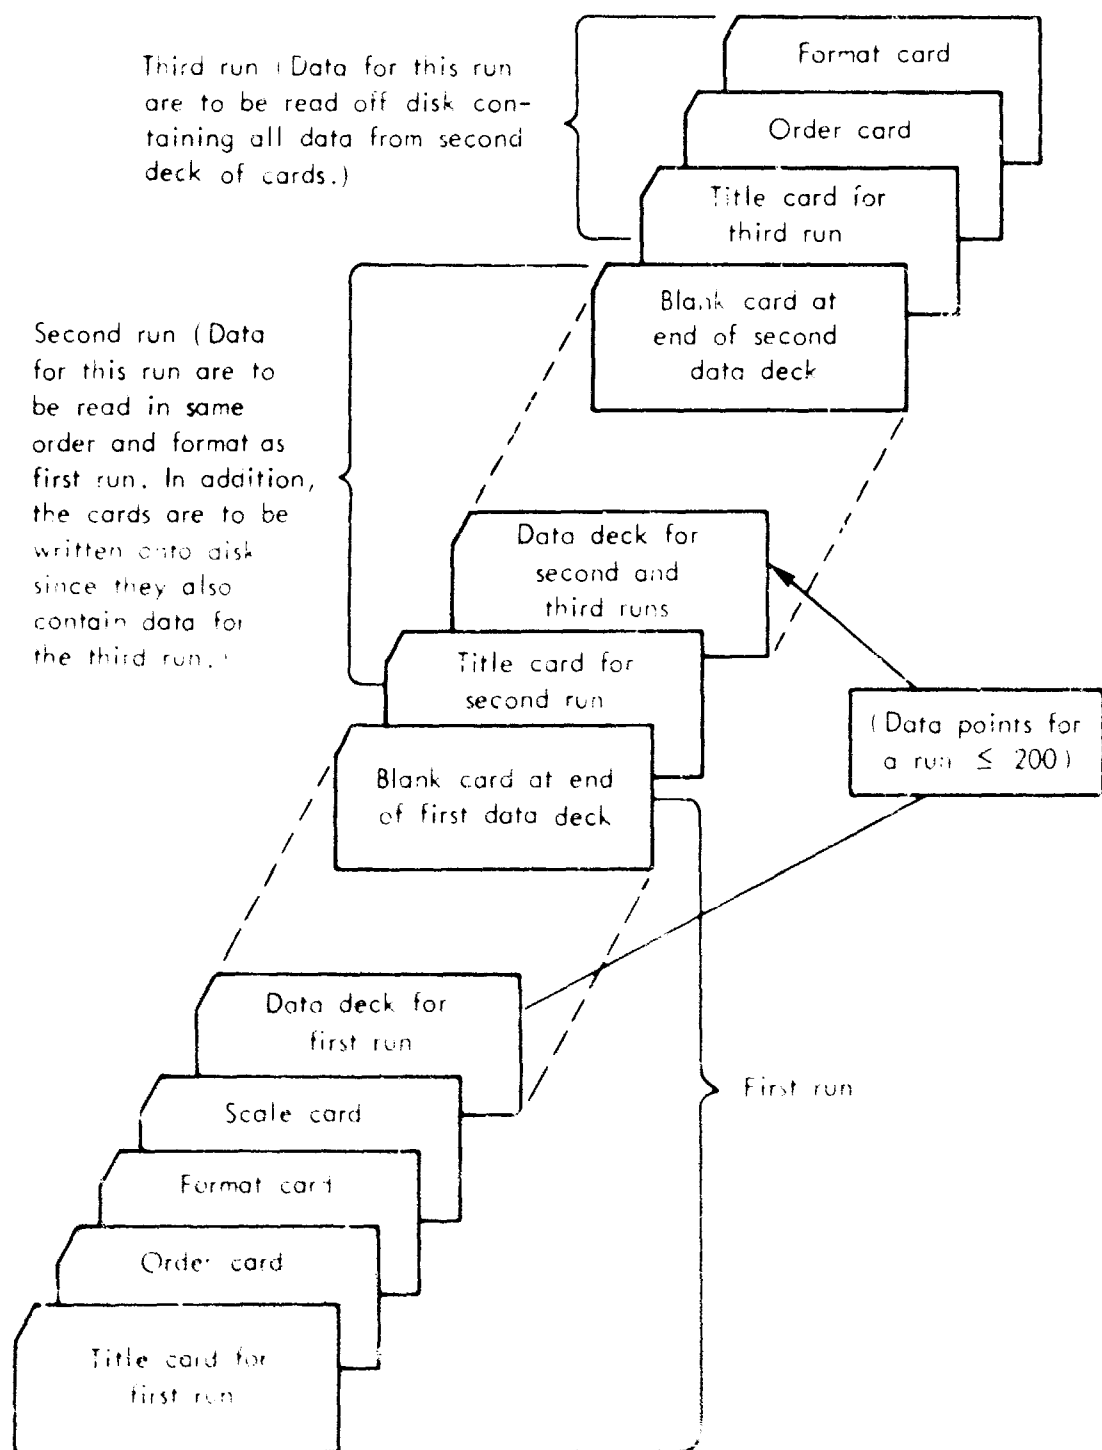 Third run (Data for this run
are to be read off disk con-
taining all data from second
deck of cards.)
Format card
Order card
Title card for
third run
Blank card at
end of second
data deck
Second run (Data
for this run are to
be read in same
order and format as
first run. In addition,
the cards are to be
written onto disk
since they also
contain data for
the third run.)
Data deck for
second and
third runs
Title card for
second run
(Data points for
a run ≤ 200)
Blank card at end
of first data deck
Data deck for
first run
First run
Scale card
Format card
Order card
Title card for
first run